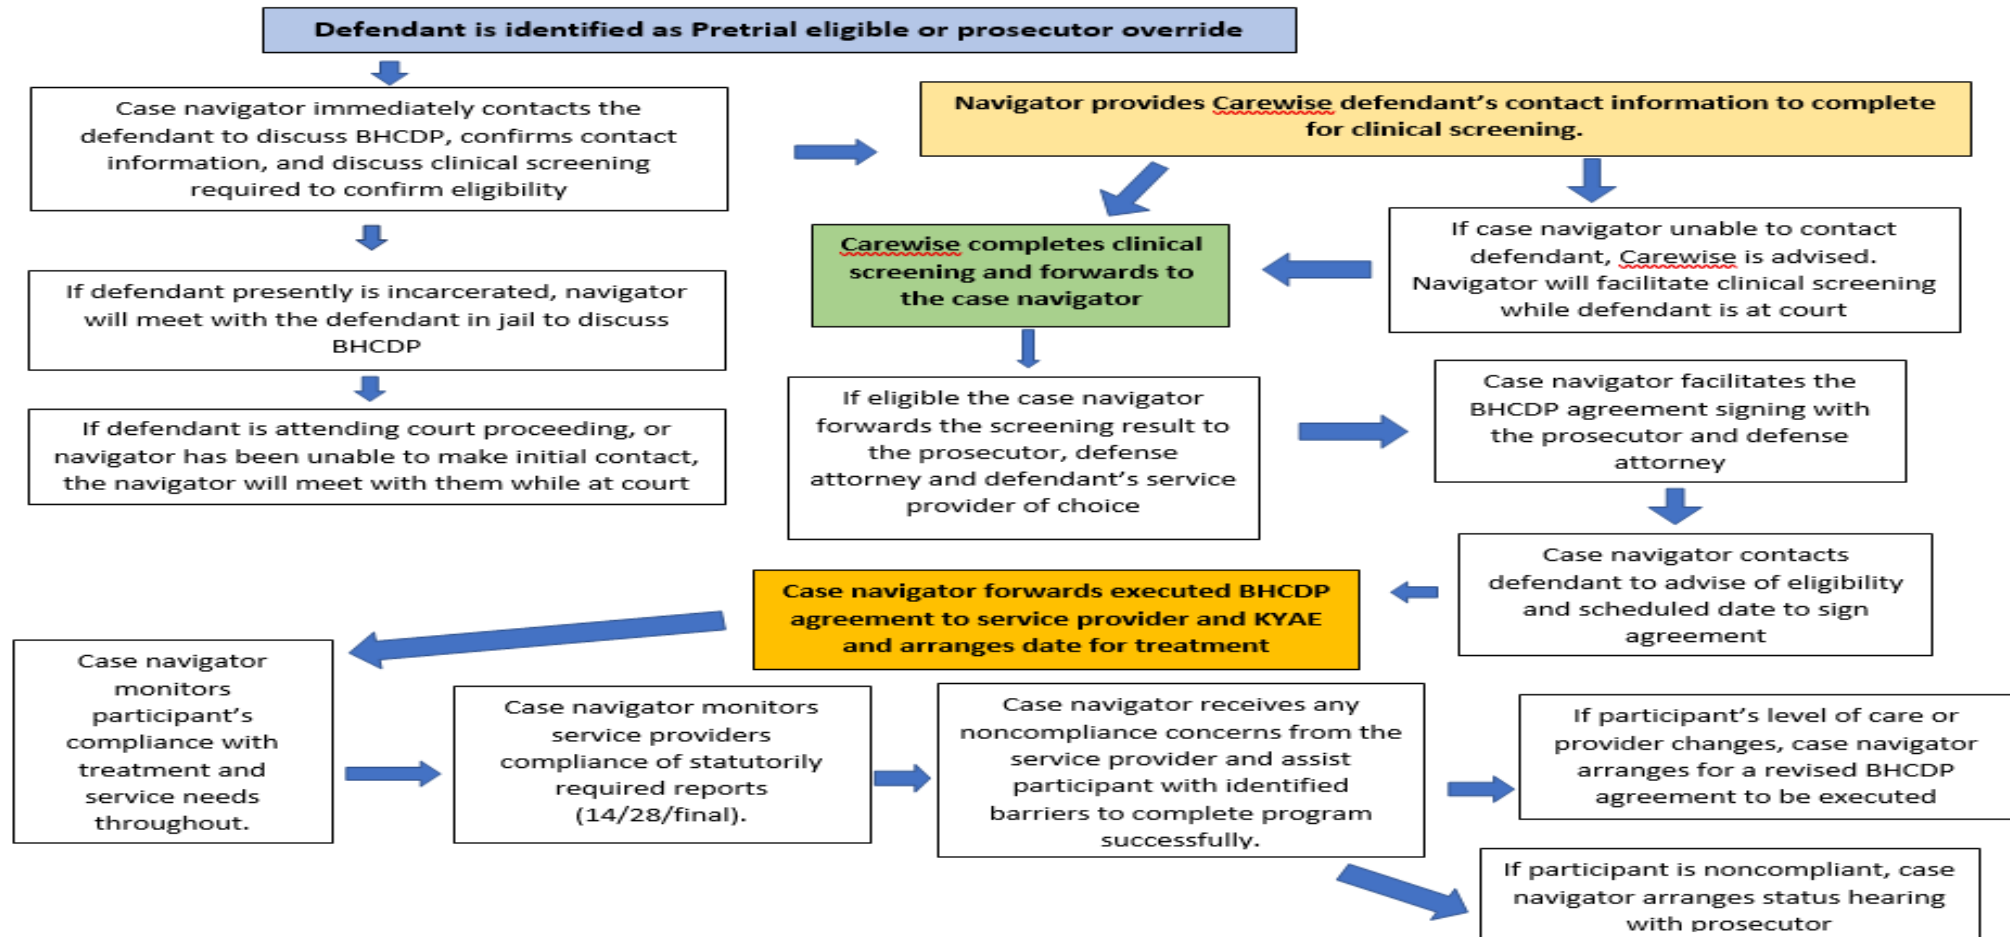 Defendant is identified as Pretrial eligible or prosecutor override
Case navigator immediately contacts the
defendant to discuss BHCDP, confirms contact
information, and discuss clinical screening
required to confirm eligibility
Navigator provides Carewise defendant’s contact information to complete
for clinical screening.
If defendant presently is incarcerated, navigator
will meet with the defendant in jail to discuss
BHCDP
If defendant is attending court proceeding, or
navigator has been unable to make initial contact,
the navigator will meet with them while at court
Carewise completes clinical
screening and forwards to
the case navigator
If case navigator unable to contact
defendant, Carewise is advised.
Navigator will facilitate clinical screening
while defendant is at court
If eligible the case navigator
forwards the screening result to
the prosecutor, defense
attorney and defendant’s service
provider of choice
Case navigator facilitates the
BHCDP agreement signing with
the prosecutor and defense
attorney
Case navigator contacts
defendant to advise of eligibility
and scheduled date to sign
agreement
Case navigator forwards executed BHCDP
agreement to service provider and KYAE
and arranges date for treatment
Case navigator
monitors
participant’s
compliance with
treatment and
service needs
throughout.
Case navigator monitors
service providers
compliance of statutorily
required reports
(14/28/final).
Case navigator receives any
noncompliance concerns from the
service provider and assist
participant with identified
barriers to complete program
successfully.
If participant’s level of care or
provider changes, case navigator
arranges for a revised BHCDP
agreement to be executed
If participant is noncompliant, case
navigator arranges status hearing
with prosecutor